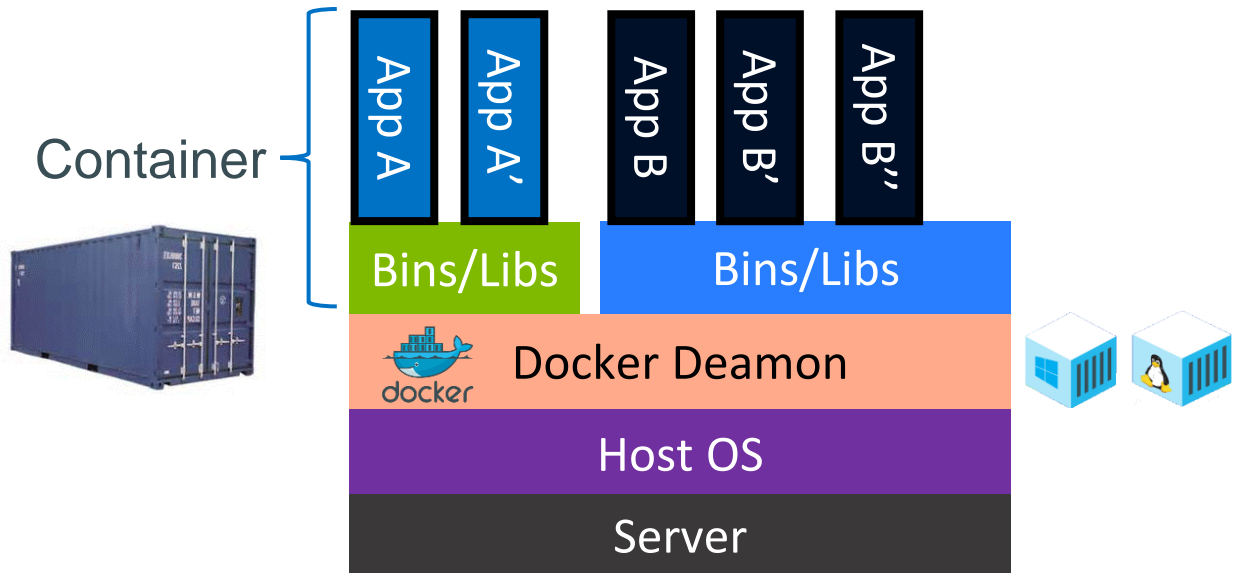 App A
App A’
App B
App B’
App B’’
Container
Bins/Libs
Bins/Libs
docker
Docker Deamon
Host OS
Server